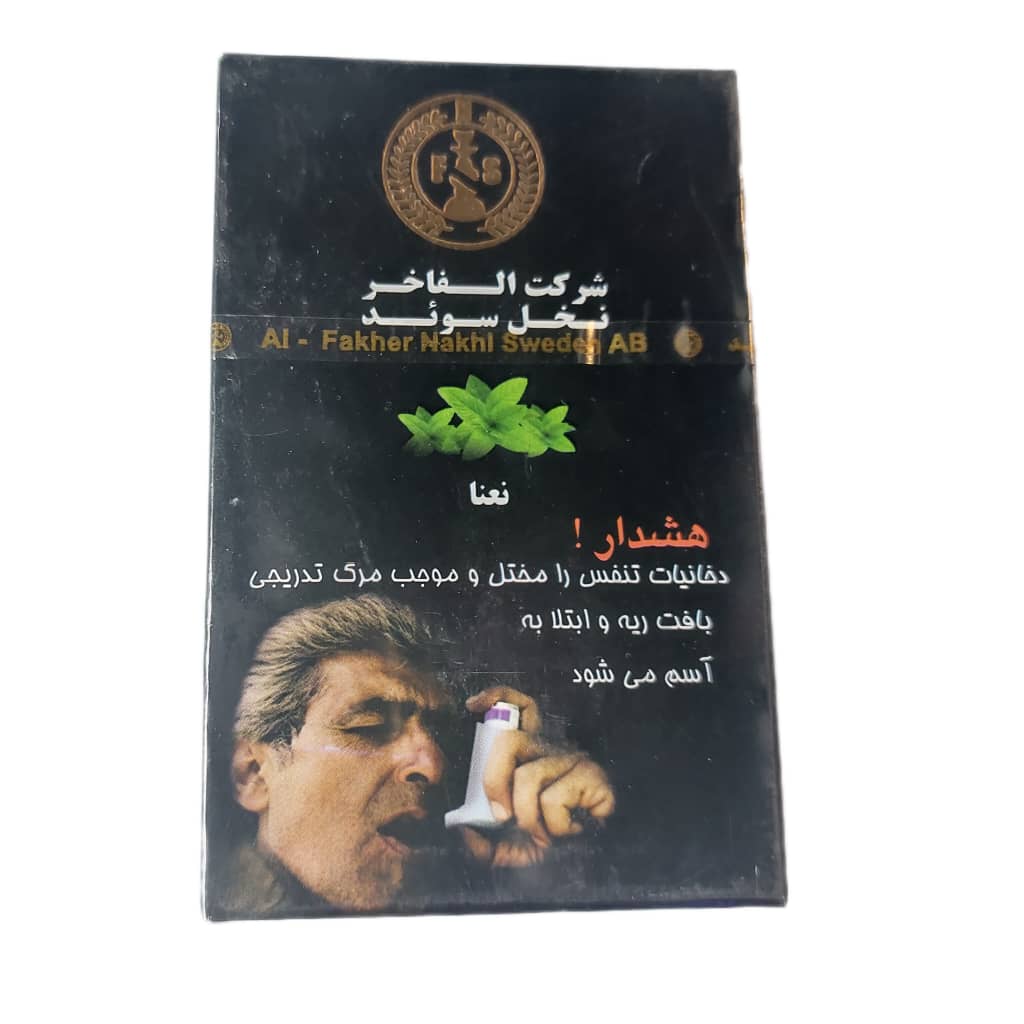 F S
شرکت الفاخر
نخل سوئد
Al - Fakher Nakhl Sweden AB
نعنا
هشدار !
دخانیات تنفس را مختل و موجب مرگ تدریجی
بافت ریه و ابتلا به
آسم می شود